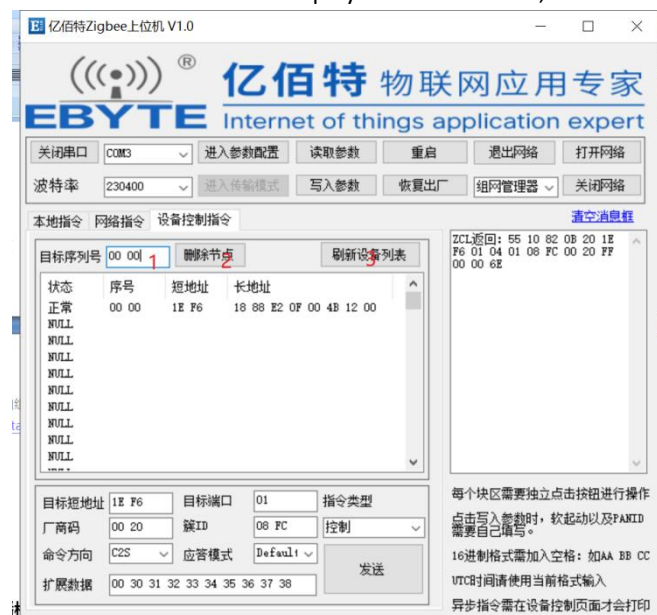 亿佰特Zigbee上位机 V1.0
®
亿佰特 物联网应用专家
EBYTE Internet of things application expert
关闭串口 COM3 进入参数配置 读取参数 重启 退出网络 打开网络
波特率 230400 进入传输模式 写入参数 恢复出厂 组网管理器 关闭网络
本地指令 网络指令 设备控制指令 清空消息框
目标序列号 00 00 1 删除节点 2 刷新设备列表 3
状态 序号 短地址 长地址
正常 00 00 1E F6 18 88 E2 0F 00 4B 12 00
NULL
NULL
NULL
NULL
NULL
NULL
NULL
NULL
NULL
ZCL返回: 55 10 82 0B 20 1E
F6 01 04 01 08 FC 00 20 FF
00 00 6E
目标短地址 1E F6 目标端口 01 指令类型
厂商码 00 20 簇ID 08 FC 控制
命令方向 C2S 应答模式 Default 发送
扩展数据 00 30 31 32 33 34 35 36 37 38
每个块区需要独立点击按钮进行操作
点击写入参数时，软起动以及PANID
需要自己填写。
16进制格式需加入空格: 如AA BB CC
UTC时间请使用当前格式输入
异步指令需在设备控制页面才会打印